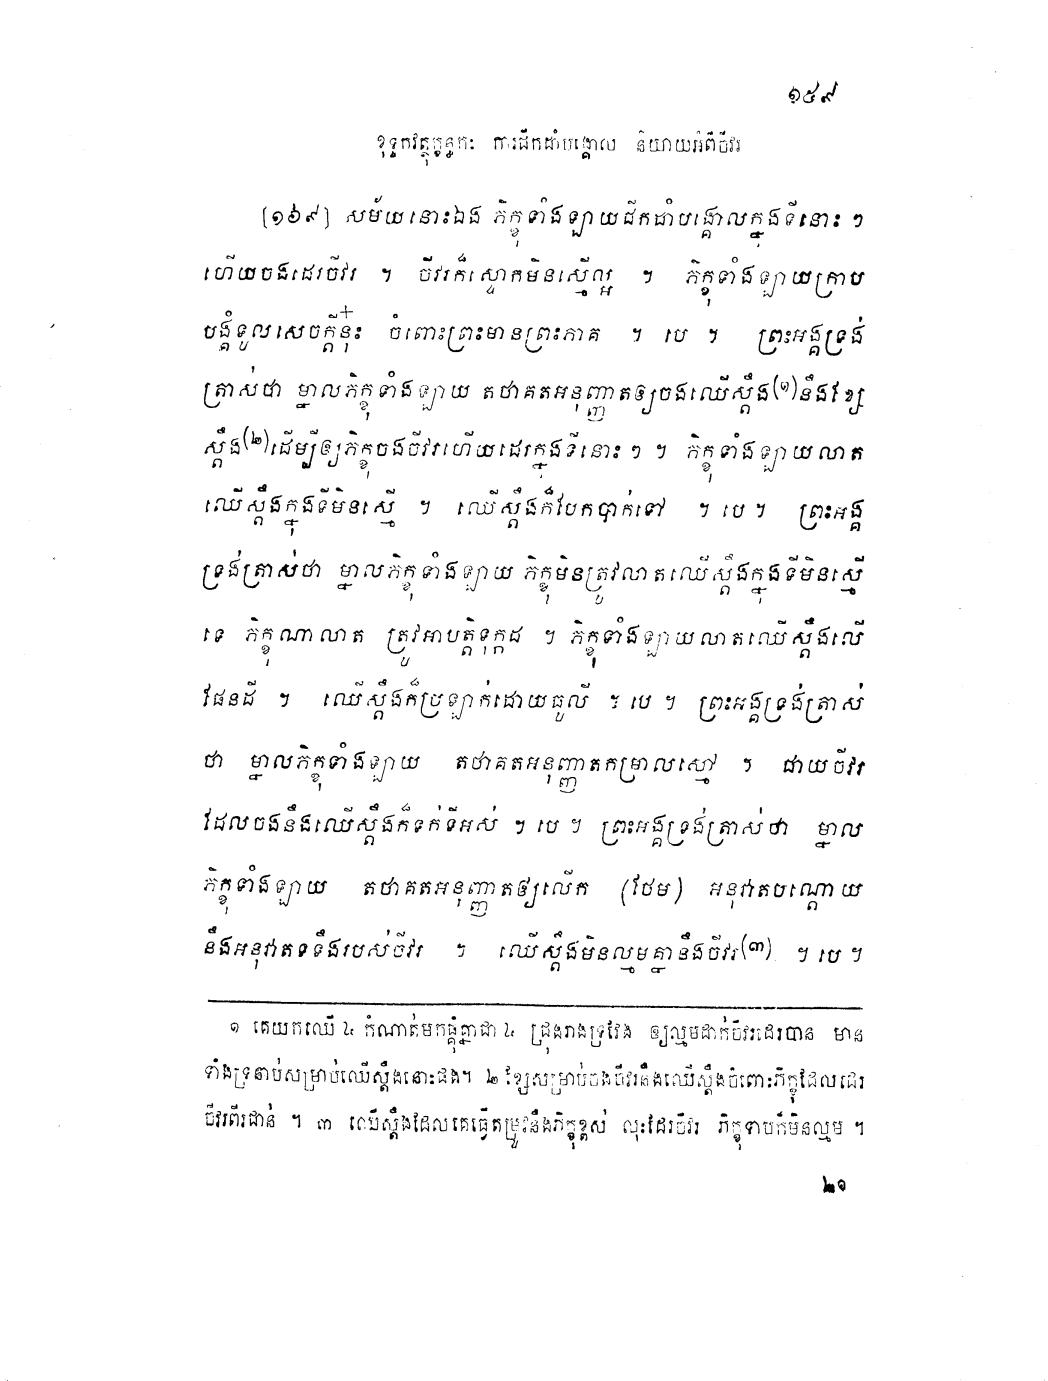 ១៥៩
ខុទ្ទកវត្ថុក្ខន្ធកៈ ការដឹកដាំបង្គោល និយាយអំពីចីវរ
[១៦៩] សម័យនោះឯង ភិក្ខុទាំងឡាយដឹកដាំបង្គោលក្នុងទីនោះ ៗ
ហើយចងដេរចីវរ ។ ចីវរក៏ស្ទោកមិនស្មើល្អ ។ ភិក្ខុទាំងឡាយក្រាប
បង្គំទូលសេចក្តីនុ៎ះ ចំពោះព្រះមានព្រះភាគ ។ បេ ។ ព្រះអង្គទ្រង់
ត្រាស់ថា ម្នាលភិក្ខុទាំងឡាយ តថាគតអនុញ្ញាតឲ្យចងឈើស្តឹង(១)នឹងខ្សែ
ស្តឹង(២)ដើម្បីឲ្យភិក្ខុចងចីវរហើយដេរក្នុងទីនោះ ៗ ។ ភិក្ខុទាំងឡាយលាត
ឈើស្តឹងក្នុងទីមិនស្មើ ។ ឈើស្តឹងក៏បែកបាក់ទៅ ។ បេ ។ ព្រះអង្គ
ទ្រង់ត្រាស់ថា ម្នាលភិក្ខុទាំងឡាយ ភិក្ខុមិនត្រូវលាតឈើស្តឹងក្នុងទីមិនស្មើ
ទេ ភិក្ខុណាលាត ត្រូវអាបត្តិទុក្កដ ។ ភិក្ខុទាំងឡាយលាតឈើស្តឹងលើ
ផែនដី ។ ឈើស្តឹងក៏ប្រឡាក់ដោយធូលី ។ បេ ។ ព្រះអង្គទ្រង់ត្រាស់
ថា ម្នាលភិក្ខុទាំងឡាយ តថាគតអនុញ្ញាតកម្រាលស្មៅ ។ ជាយចីវរ
ដែលចងនឹងឈើស្តឹងក៏ទក់ទីអស់ ។ បេ ។ ព្រះអង្គទ្រង់ត្រាស់ថា ម្នាល
ភិក្ខុទាំងឡាយ តថាគតអនុញ្ញាតឲ្យលើក (ថែម) អនុវាតបណ្តោយ
នឹងអនុវាតទទឹងរបស់ចីវរ ។ ឈើស្តឹងមិនល្មមគ្នានឹងចីវរ(៣) ។ បេ ។
១ គេយកឈើ ៤ កំណាត់មកផ្គុំគ្នាជា ៤ ជ្រុងរាងទ្រវែង ឲ្យល្មមដាក់ចីវរដេរបាន មាន
ទាំងទ្រនាប់សម្រាប់ឈើស្តឹងនោះផង។ ២ ខ្សែសម្រាប់ចងចីវរនឹងឈើស្តឹងចំពោះភិក្ខុដែលដេរ
ចីវរពីរជាន់ ។ ៣ ឈើស្តឹងដែលគេធ្វើតម្រូវនឹងភិក្ខុខ្ពស់ លុះដែរចីវរ ភិក្ខុទាបក៏មិនល្មម ។
២១